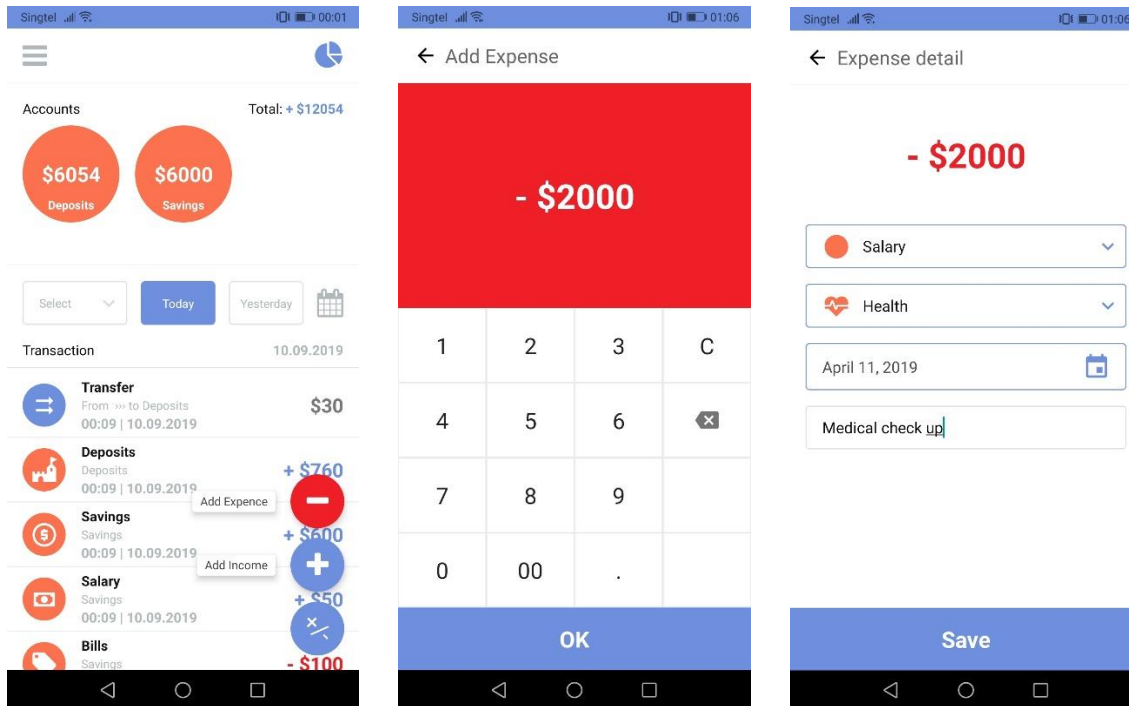 Singtel 00:01
Accounts Total: + $12054
$6054 $6000
Deposits Savings
Select Today Yesterday
Transaction 10.09.2019
Transfer
From ››› to Deposits $30
00:09 | 10.09.2019
Deposits
Deposits + $760
00:09 | 10.09.2019
Add Expence
Savings
Savings + $600
00:09 | 10.09.2019
Add Income
Salary
Savings + $50
00:09 | 10.09.2019
Bills
Savings - $100
Singtel 01:06
Add Expense
- $2000
1 2 3 C
4 5 6
7 8 9
0 00 .
OK
Singtel 01:06
Expense detail
- $2000
Salary
Health
April 11, 2019
Medical check up
Save